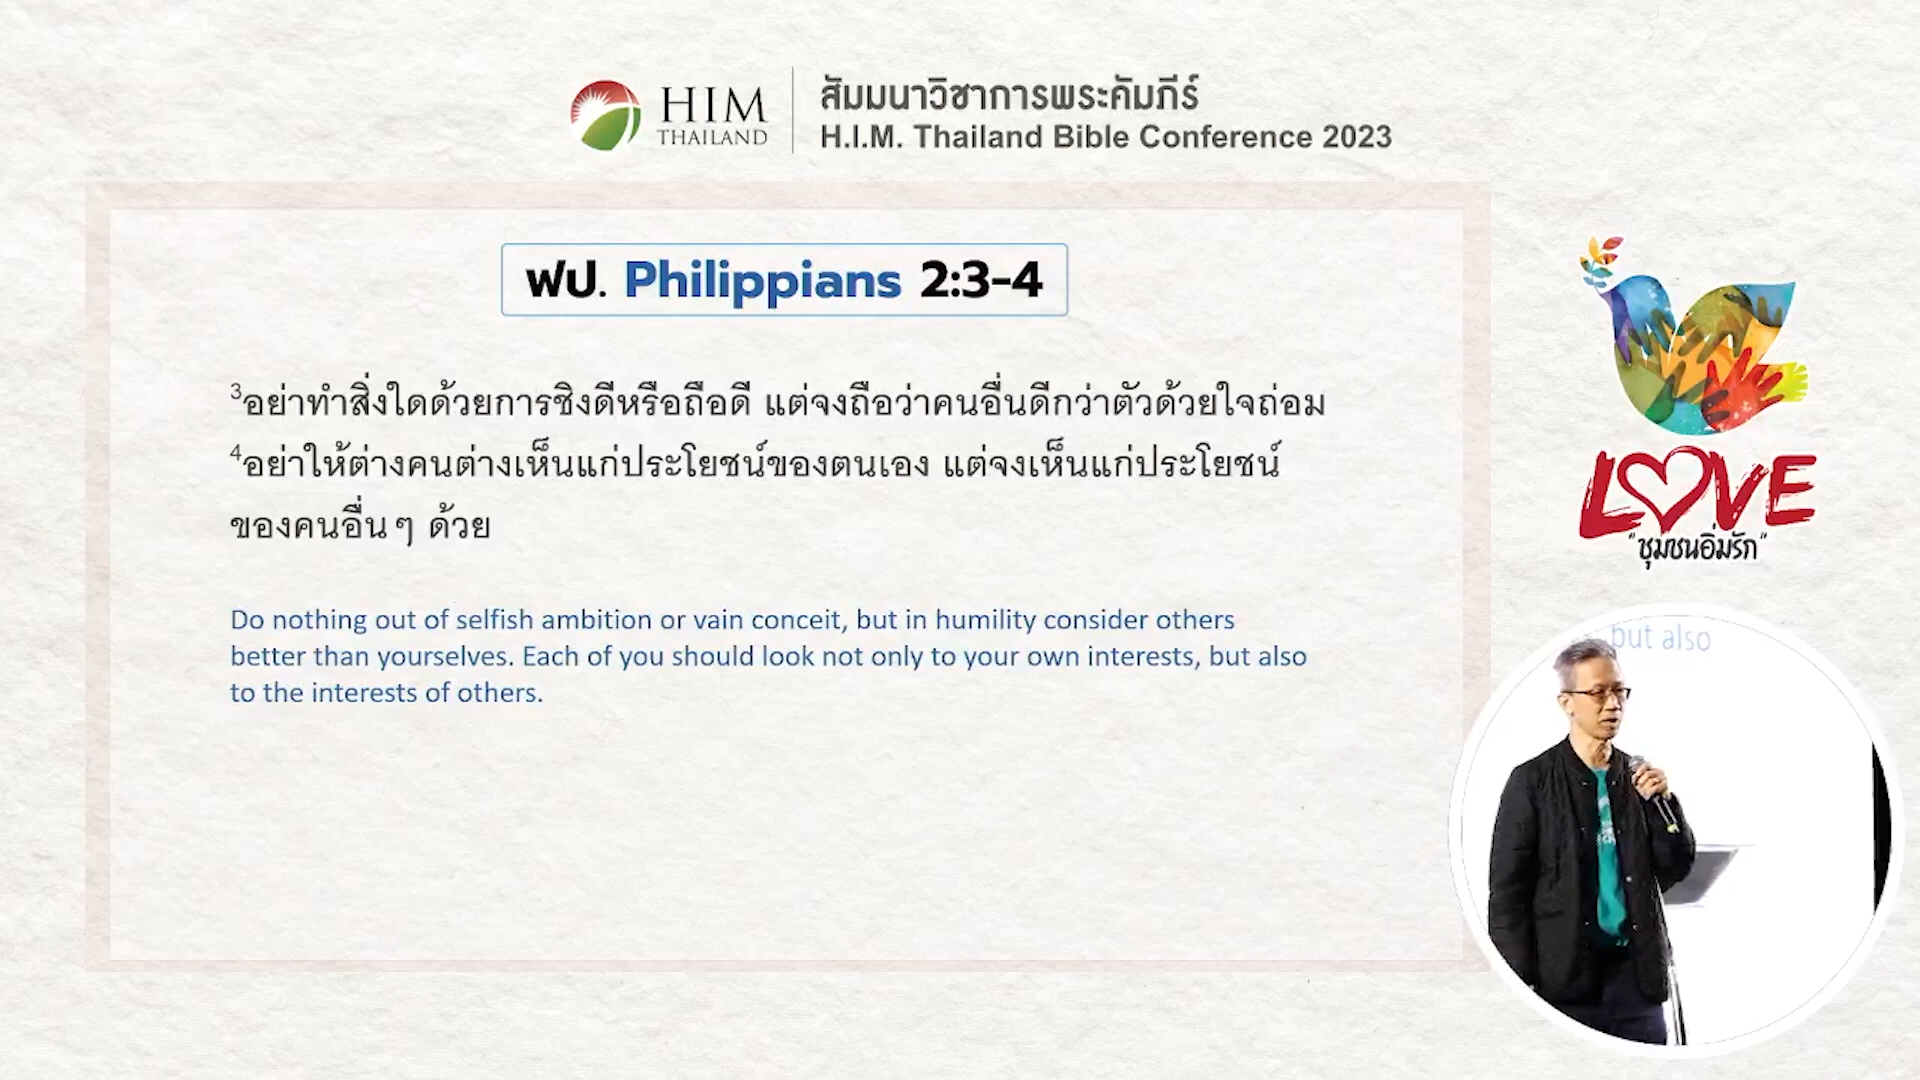 HIM
THAILAND
สัมมนาวิชาการพระคัมภีร์
H.I.M. Thailand Bible Conference 2023
ฟป. Philippians 2:3-4
3อย่าทำสิ่งใดด้วยการชิงดีหรือถือดี แต่จงถือว่าคนอื่นดีกว่าตัวด้วยใจถ่อม
4อย่าให้ต่างคนต่างเห็นแก่ประโยชน์ของตนเอง แต่จงเห็นแก่ประโยชน์
ของคนอื่นๆ ด้วย
Do nothing out of selfish ambition or vain conceit, but in humility consider others
better than yourselves. Each of you should look not only to your own interests, but also
to the interests of others.
LOVE
"ชุมชนอิ่มรัก"
but also